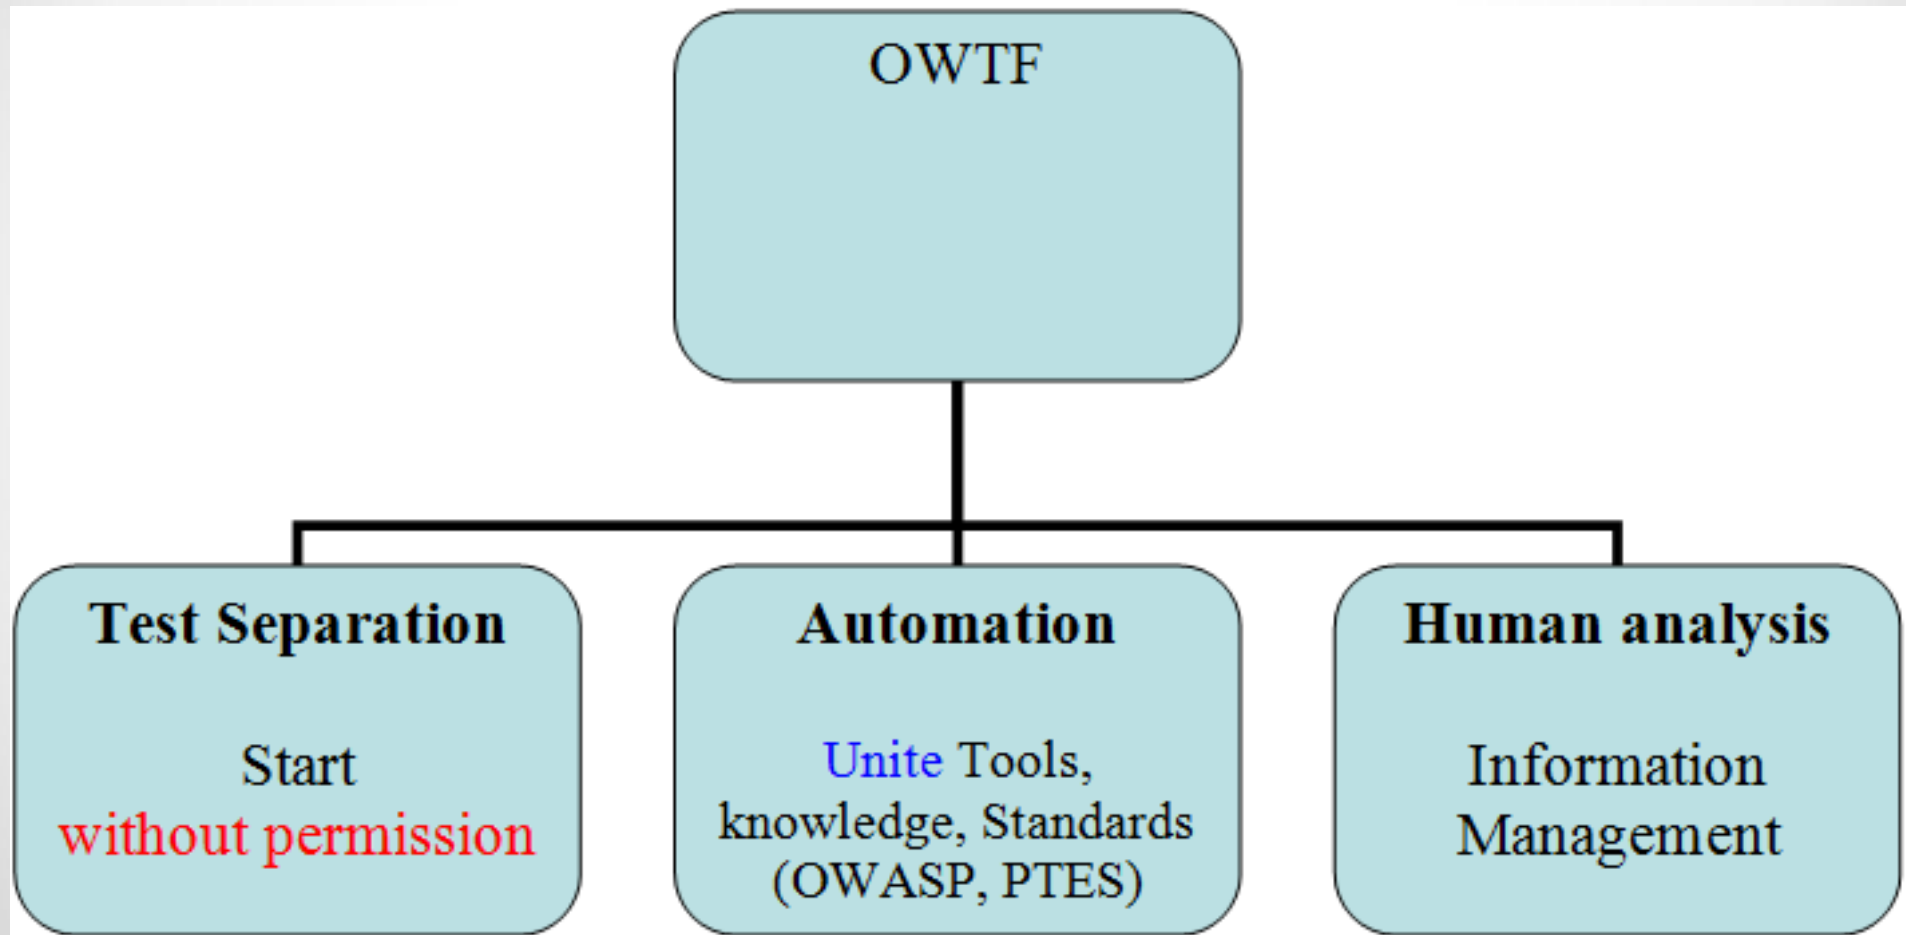 OWTF
Test Separation
Start
without permission
Automation
Unite Tools,
knowledge, Standards
(OWASP, PTES)
Human analysis
Information
Management